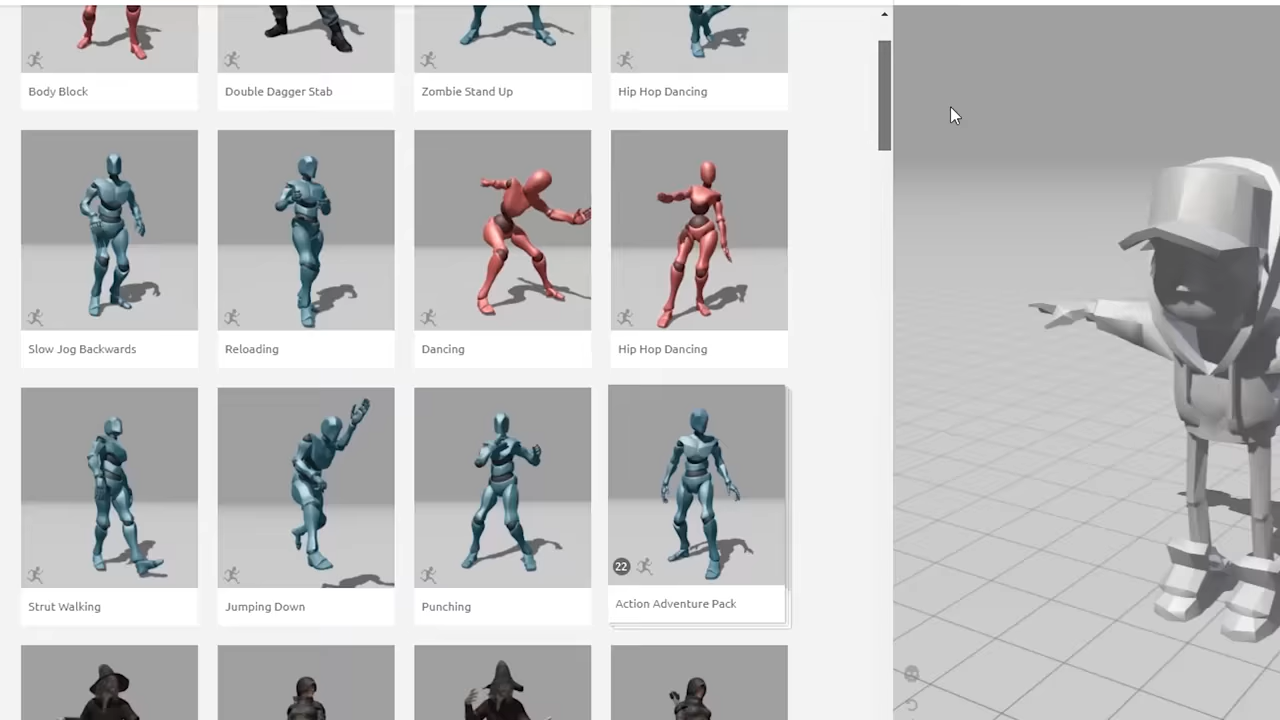 Body Block
Double Dagger Stab
Zombie Stand Up
Hip Hop Dancing
Slow Jog Backwards
Reloading
Dancing
Hip Hop Dancing
Strut Walking
Jumping Down
Punching
22
Action Adventure Pack